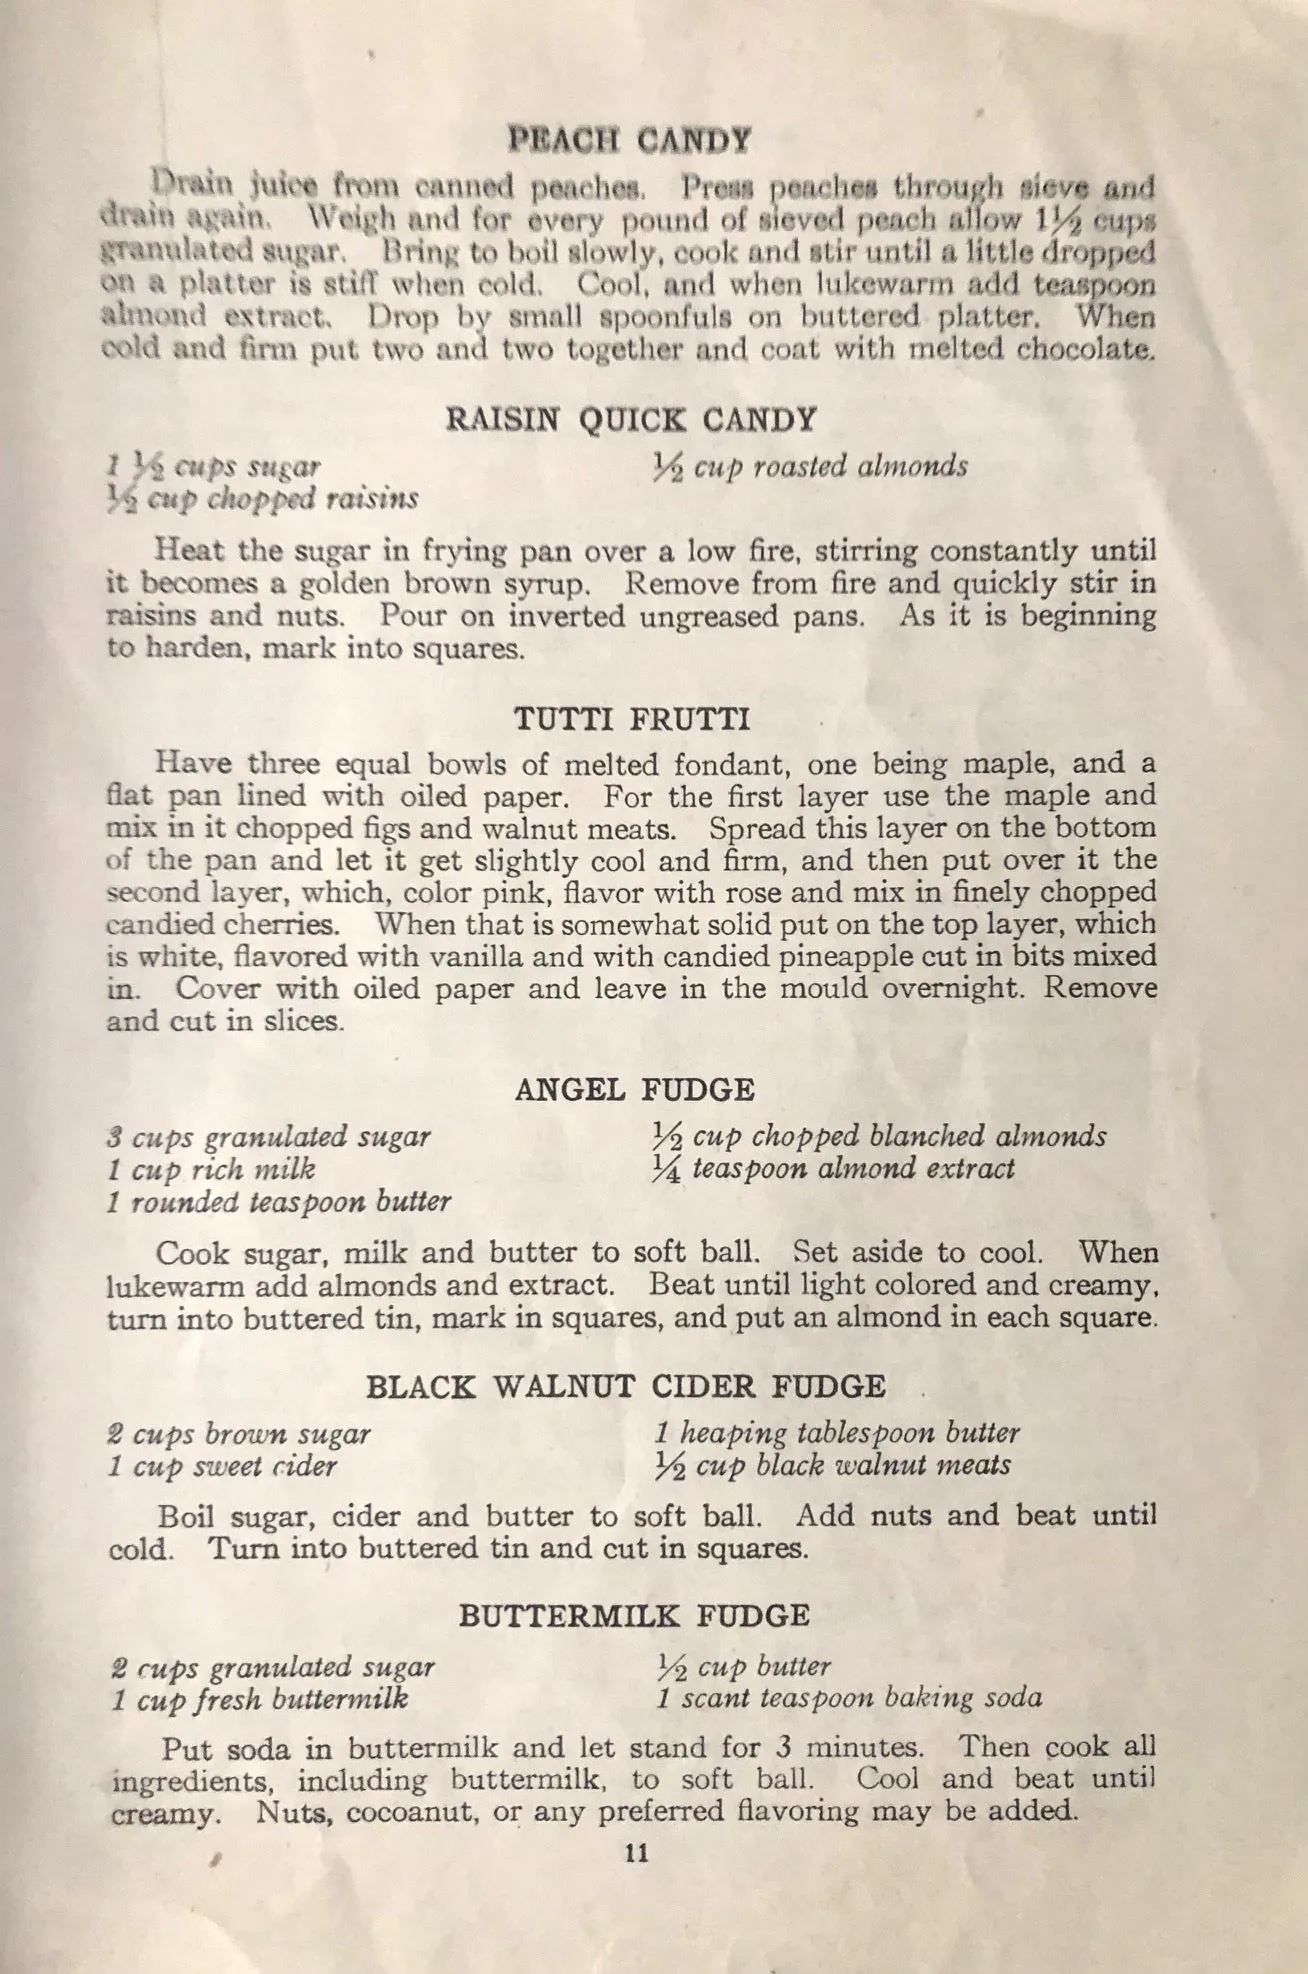 PEACH CANDY
Drain juice from canned peaches. Press peaches through sieve and
drain again. Weigh and for every pound of sieved peach allow 1½ cups
granulated sugar. Bring to boil slowly, cook and stir until a little dropped
on a platter is stiff when cold. Cool, and when lukewarm add teaspoon
almond extract. Drop by small spoonfuls on buttered platter. When
cold and firm put two and two together and coat with melted chocolate.
RAISIN QUICK CANDY
1 ½ cups sugar
½ cup chopped raisins
½ cup roasted almonds
Heat the sugar in frying pan over a low fire, stirring constantly until
it becomes a golden brown syrup. Remove from fire and quickly stir in
raisins and nuts. Pour on inverted ungreased pans. As it is beginning
to harden, mark into squares.
TUTTI FRUTTI
Have three equal bowls of melted fondant, one being maple, and a
flat pan lined with oiled paper. For the first layer use the maple and
mix in it chopped figs and walnut meats. Spread this layer on the bottom
of the pan and let it get slightly cool and firm, and then put over it the
second layer, which, color pink, flavor with rose and mix in finely chopped
candied cherries. When that is somewhat solid put on the top layer, which
is white, flavored with vanilla and with candied pineapple cut in bits mixed
in. Cover with oiled paper and leave in the mould overnight. Remove
and cut in slices.
ANGEL FUDGE
3 cups granulated sugar
1 cup rich milk
1 rounded teaspoon butter
½ cup chopped blanched almonds
¼ teaspoon almond extract
Cook sugar, milk and butter to soft ball. Set aside to cool. When
lukewarm add almonds and extract. Beat until light colored and creamy,
turn into buttered tin, mark in squares, and put an almond in each square.
BLACK WALNUT CIDER FUDGE
2 cups brown sugar
1 cup sweet cider
1 heaping tablespoon butter
½ cup black walnut meats
Boil sugar, cider and butter to soft ball. Add nuts and beat until
cold. Turn into buttered tin and cut in squares.
BUTTERMILK FUDGE
2 cups granulated sugar
1 cup fresh buttermilk
½ cup butter
1 scant teaspoon baking soda
Put soda in buttermilk and let stand for 3 minutes. Then cook all
ingredients, including buttermilk, to soft ball. Cool and beat until
creamy. Nuts, cocoanut, or any preferred flavoring may be added.
11